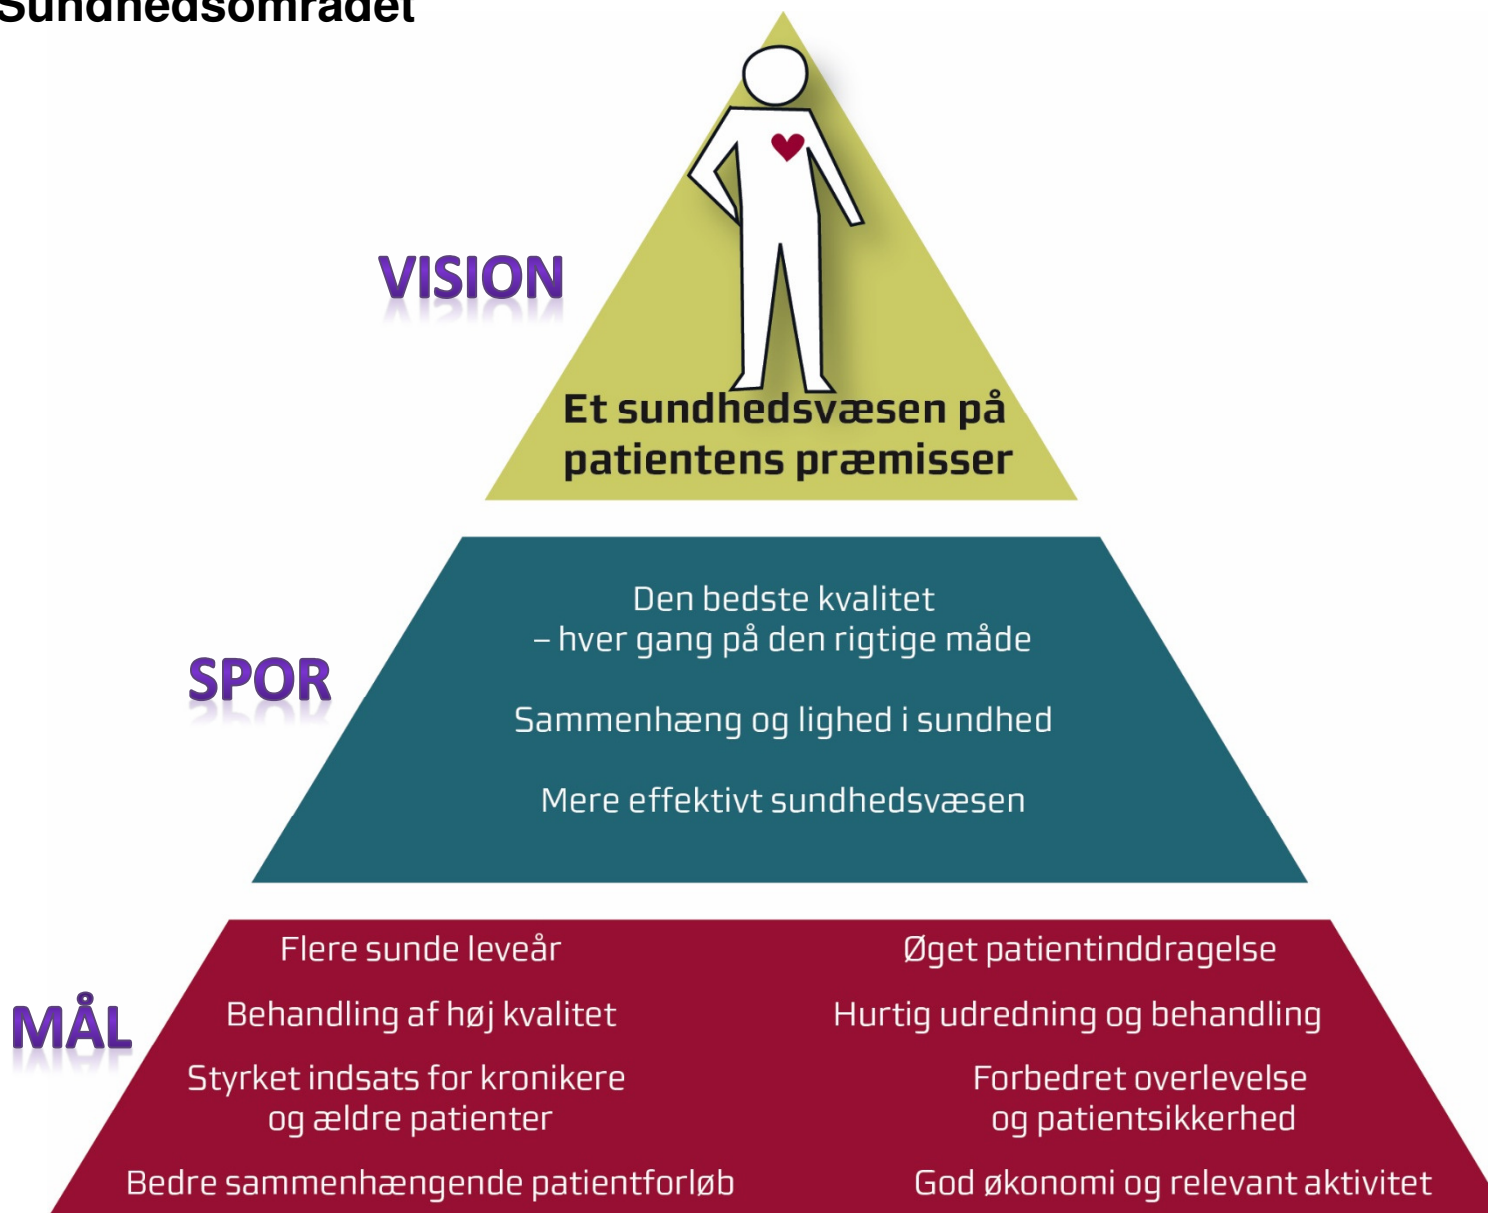 Sundhedsområdet
VISION
Et sundhedsvæsen på
patientens præmisser
SPOR
Den bedste kvalitet
– hver gang på den rigtige måde
Sammenhæng og lighed i sundhed
Mere effektivt sundhedsvæsen
MÅL
Flere sunde leveår
Behandling af høj kvalitet
Styrket indsats for kronikere
og ældre patienter
Bedre sammenhængende patientforløb
Øget patientinddragelse
Hurtig udredning og behandling
Forbedret overlevelse
og patientsikkerhed
God økonomi og relevant aktivitet